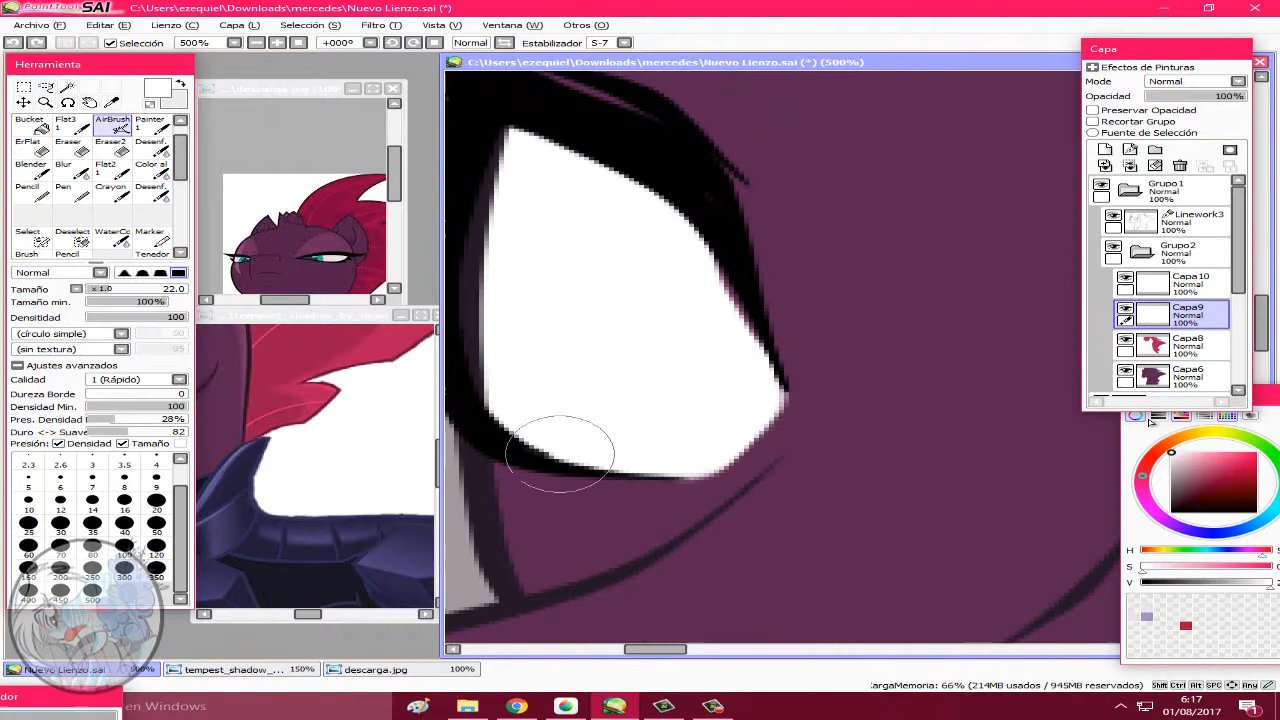 PaintTool SAI C:\Users\ezequiel\Downloads\mercedes\Nuevo Lienzo.sai (*)
Archivo (F) Editar (E) Lienzo (C) Capa (L) Selección (S) Filtro (T) Vista (V) Ventana (W) Otros (O)
Selección 500% +000° Normal Estabilizador S-7
Herramienta
C:\Users\ezequiel\Downloads\mercedes\Nuevo Lienzo.sai (*) (500%)
Bucket Flat3 AirBrush Painter
1 1
ErFlat Eraser Eraser2 Desenf.
Blender Blur Flat2 Color al
1
Pencil Pen Crayon Desenf.
Select Deselect WaterCo Marker
Brush Pencil Tenedor
Normal
Tamaño x 1.0 22.0
Tamaño min. 100%
Densitidad 100
(círculo simple) 50
(sin textura) 95
Ajustes avanzados
Calidad 1 (Rápido)
Dureza Borde 0
Densidad Min. 100
Pres. Densidad 28%
Duro <-> Suave 82
Presión: Densidad Tamaño
2.3 2.6 3 3.5 4
5 6 7 8 9
10 12 14 16 20
25 30 35 40 50
60 70 80 100 120
160 200 250 300 350
400 450 500
Capa
Efectos de Pinturas
Mode Normal
Opacidad 100%
Preservar Opacidad
Recortar Grupo
Fuente de Selección
Grupo1
Normal
100%
Linework3
100%
Grupo2
Normal
100%
Capa10
Normal
100%
Capa9
Normal
100%
Capa8
Normal
100%
Capa6
Normal
100%
H
S
V
Nuevo Lienzo.sai 500% tempest_shadow_... 150% descarga.jpg 100%
cargaMemoria: 66% (214MB usados / 945MB reservados) Shift Ctrl Alt SPC Any
dor
en Windows
6:17
01/08/2017
1